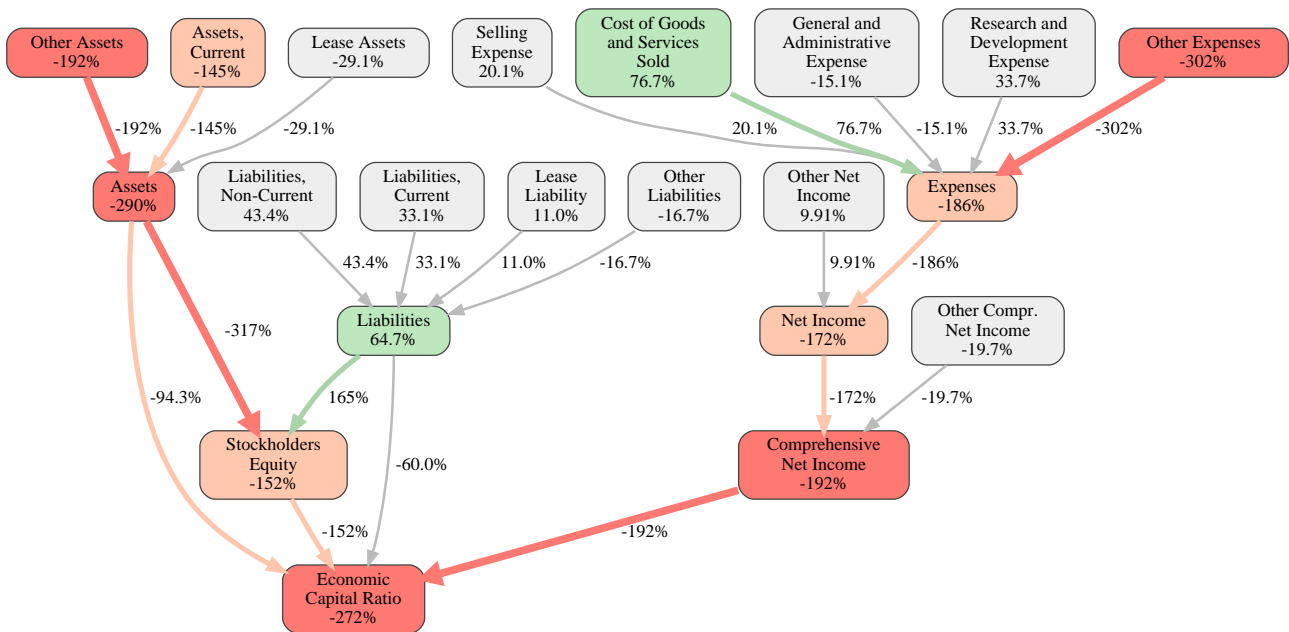 Other Assets
-192%
Assets,
Current
-145%
Lease Assets
-29.1%
Selling
Expense
20.1%
Cost of Goods
and Services
Sold
76.7%
General and
Administrative
Expense
-15.1%
Research and
Development
Expense
33.7%
Other Expenses
-302%
-192%
-145%
-29.1%
20.1%
76.7%
-15.1%
33.7%
-302%
Assets
-290%
Liabilities,
Non-Current
43.4%
Liabilities,
Current
33.1%
Lease
Liability
11.0%
Other
Liabilities
-16.7%
Other Net
Income
9.91%
Expenses
-186%
43.4%
33.1%
11.0%
-16.7%
9.91%
-186%
-317%
Liabilities
64.7%
Net Income
-172%
Other Compr.
Net Income
-19.7%
-94.3%
165%
-172%
-19.7%
Stockholders
Equity
-152%
-60.0%
Comprehensive
Net Income
-192%
-152%
-192%
Economic
Capital Ratio
-272%